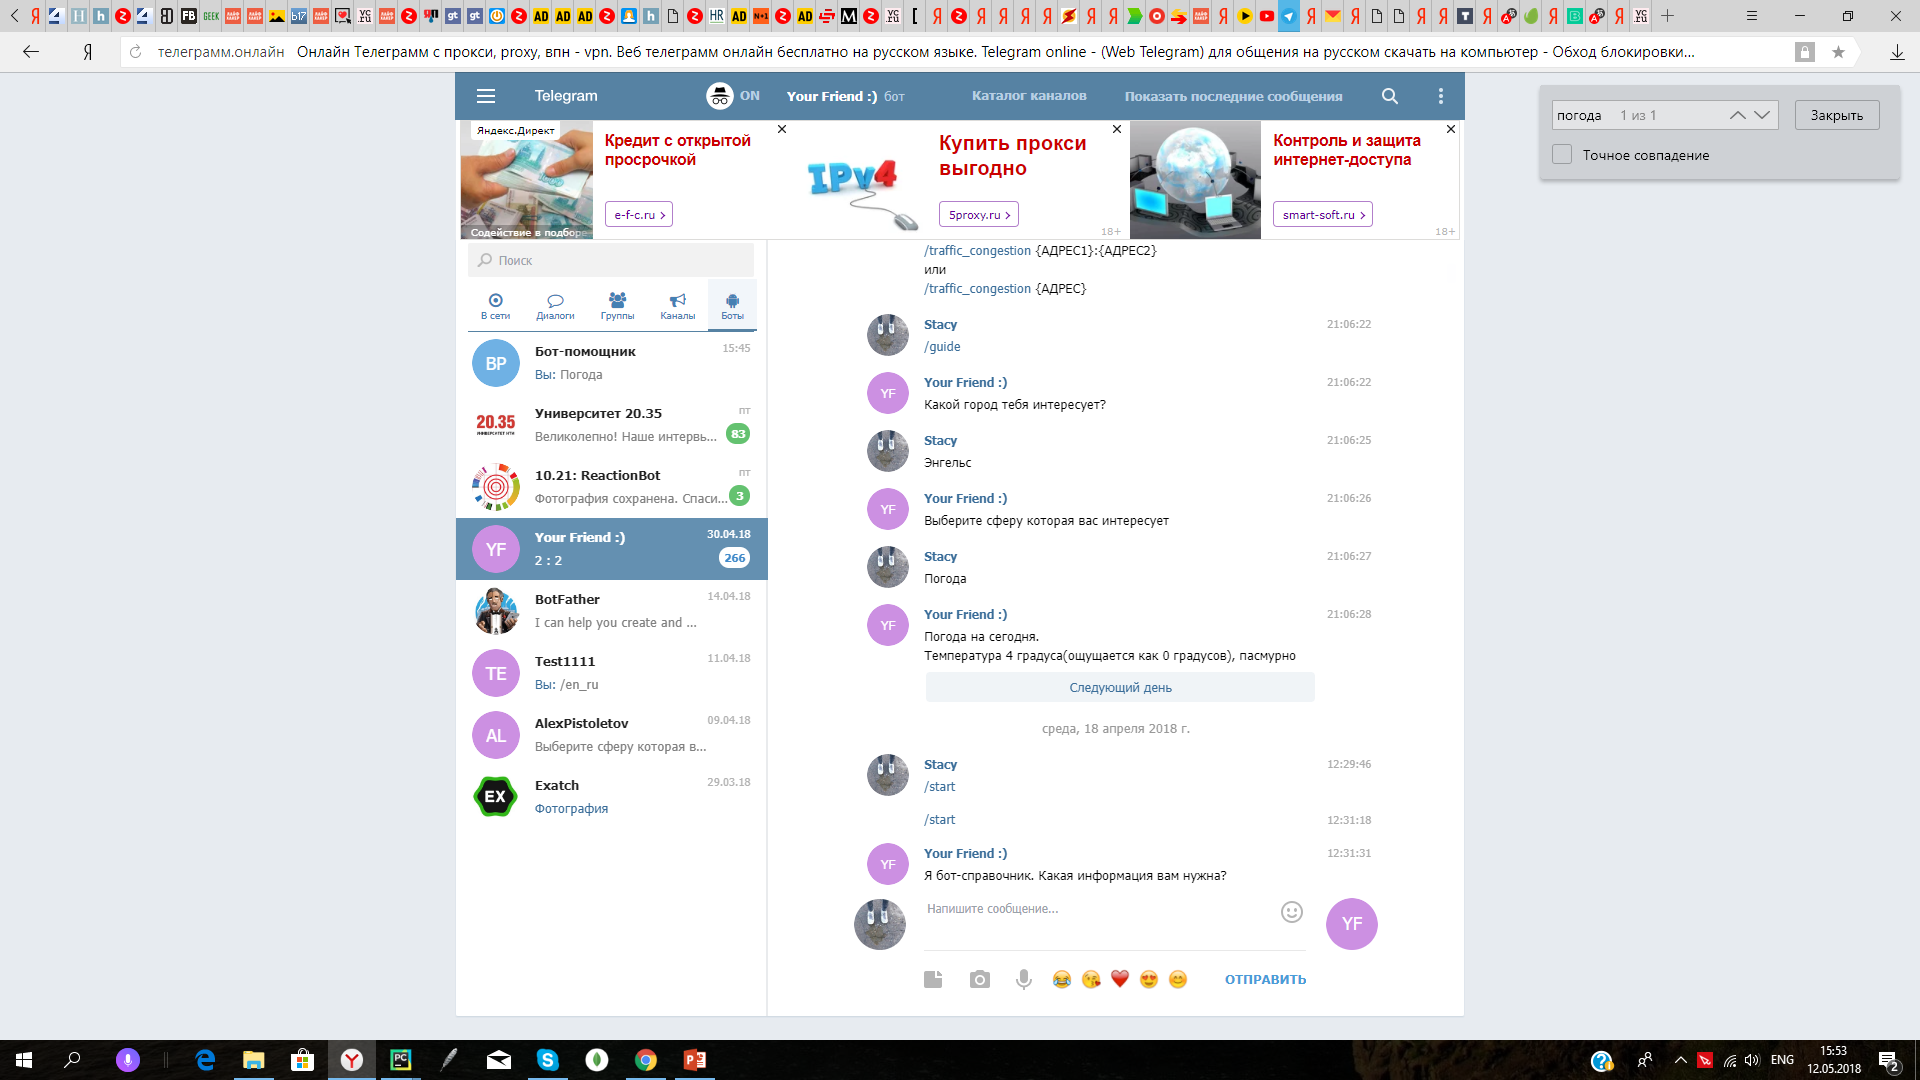 телеграмм.онлайн Онлайн Телеграмм с прокси, proxy, впн - vpn. Веб телеграмм онлайн бесплатно на русском языке. Telegram online - (Web Telegram) для общения на русском скачать на компьютер - Обход блокировки...
Telegram ON Your Friend :) бот Каталог каналов Показать последние сообщения
погода 1 из 1 Закрыть
Точное совпадение
Яндекс.Директ
Кредит с открытой
просрочкой
e-f-c.ru
Содействие в подборе
IPv4
Купить прокси
выгодно
5proxy.ru
18+
Контроль и защита
интернет-доступа
smart-soft.ru
18+
Поиск
В сети Диалоги Группы Каналы Боты
BP
Бот-помощник 15:45
Вы: Погода
20.35
Университет 20.35 пт
Великолепно! Наше интервь... 83
10.21: ReactionBot пт
Фотография сохранена. Спаси... 3
YF
Your Friend :) 30.04.18
2 : 2 266
BotFather 14.04.18
I can help you create and ...
TE
Test1111 11.04.18
Вы: /en_ru
AL
AlexPistoletov 09.04.18
Выберите сферу которая в...
EX
Exatch 29.03.18
Фотография
/traffic_congestion {АДРЕС1}:{АДРЕС2}
или
/traffic_congestion {АДРЕС}
Stacy 21:06:22
/guide
YF
Your Friend :) 21:06:22
Какой город тебя интересует?
Stacy 21:06:25
Энгельс
YF
Your Friend :) 21:06:26
Выберите сферу которая вас интересует
Stacy 21:06:27
Погода
YF
Your Friend :) 21:06:28
Погода на сегодня.
Температура 4 градуса(ощущается как 0 градусов), пасмурно
Следующий день
среда, 18 апреля 2018 г.
Stacy 12:29:46
/start
/start 12:31:18
YF
Your Friend :) 12:31:31
Я бот-справочник. Какая информация вам нужна?
Напишите сообщение...
YF
ОТПРАВИТЬ
ENG
15:53
12.05.2018
2